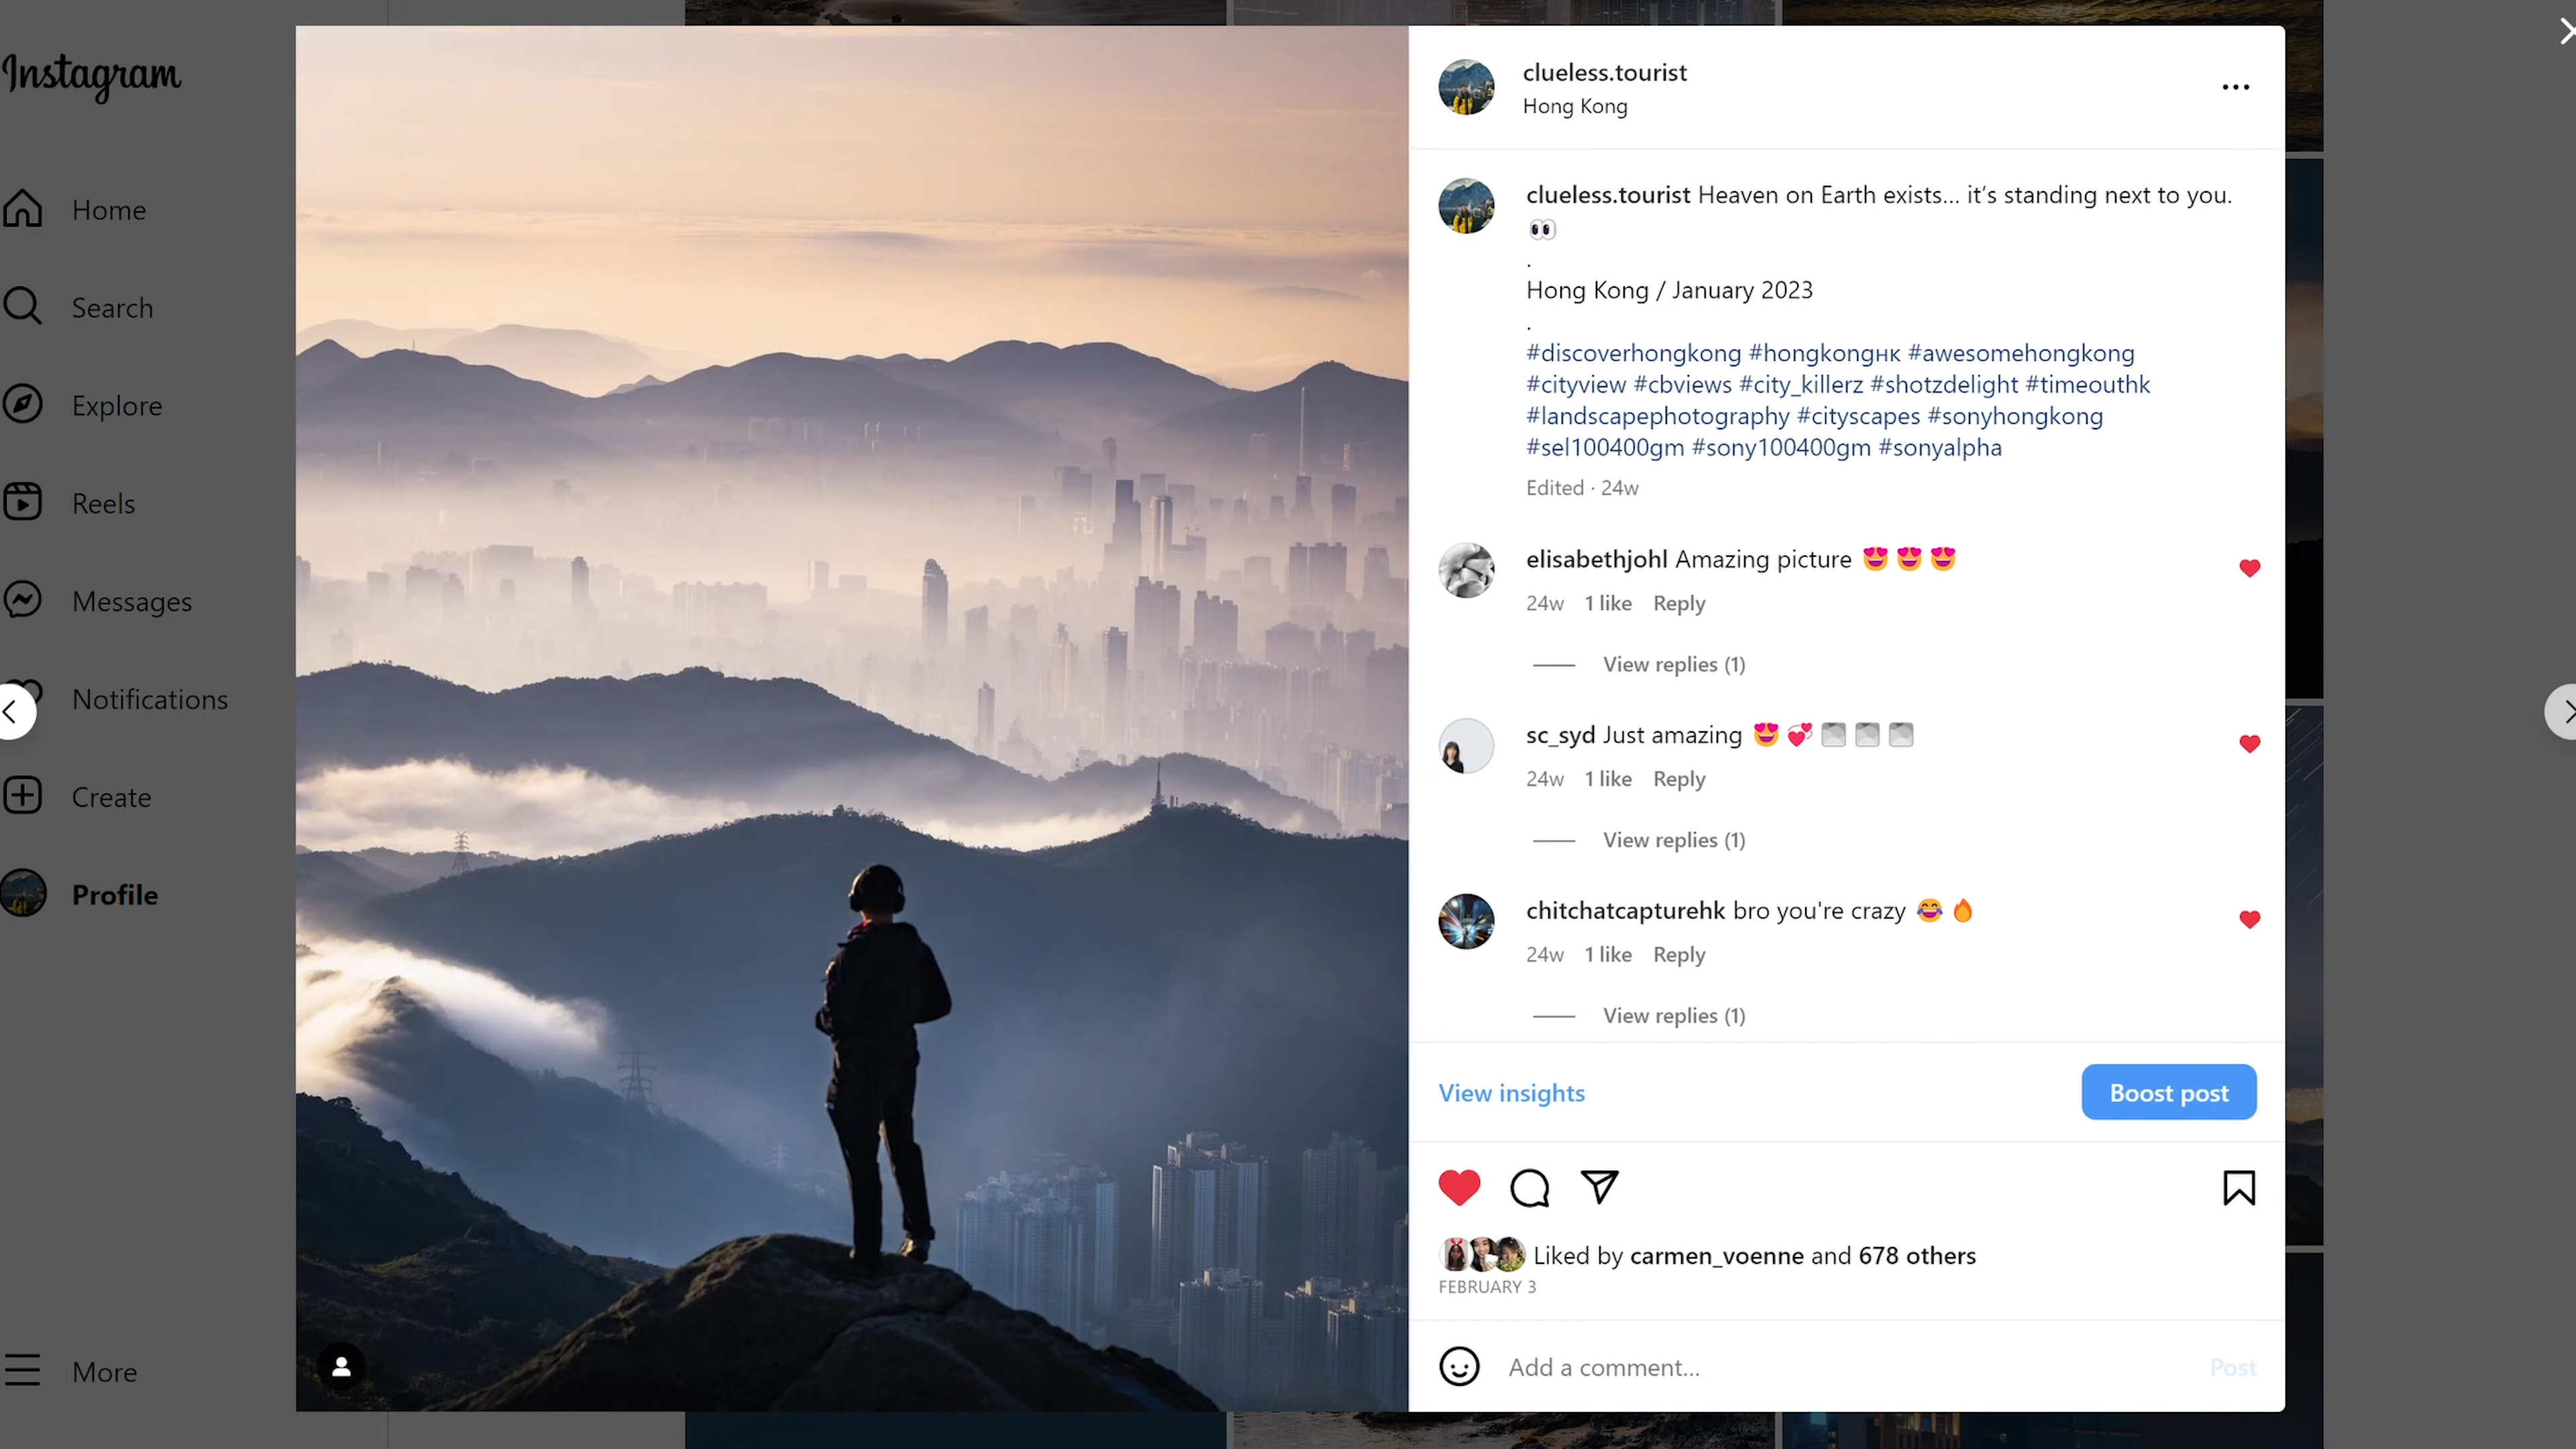 Instagram
Home
Search
Explore
Reels
Messages
Notifications
Create
Profile
More
clueless.tourist
Hong Kong
clueless.tourist Heaven on Earth exists... it's standing next to you.
👀
.
Hong Kong / January 2023
.
#discoverhongkong #hongkongнк #awesomehongkong
#cityview #cbviews #city_killerz #shotzdelight #timeouthk
#landscapephotography #cityscapes #sonyhongkong
#sel100400gm #sony100400gm #sonyalpha
Edited · 24w
elisabethjohl Amazing picture 😍😍😍
24w 1 like Reply
View replies (1)
sc_syd Just amazing 😍💞
24w 1 like Reply
View replies (1)
chitchatcapturehk bro you're crazy 😂🔥
24w 1 like Reply
View replies (1)
View insights
Boost post
Liked by carmen_voenne and 678 others
FEBRUARY 3
Add a comment...
Post